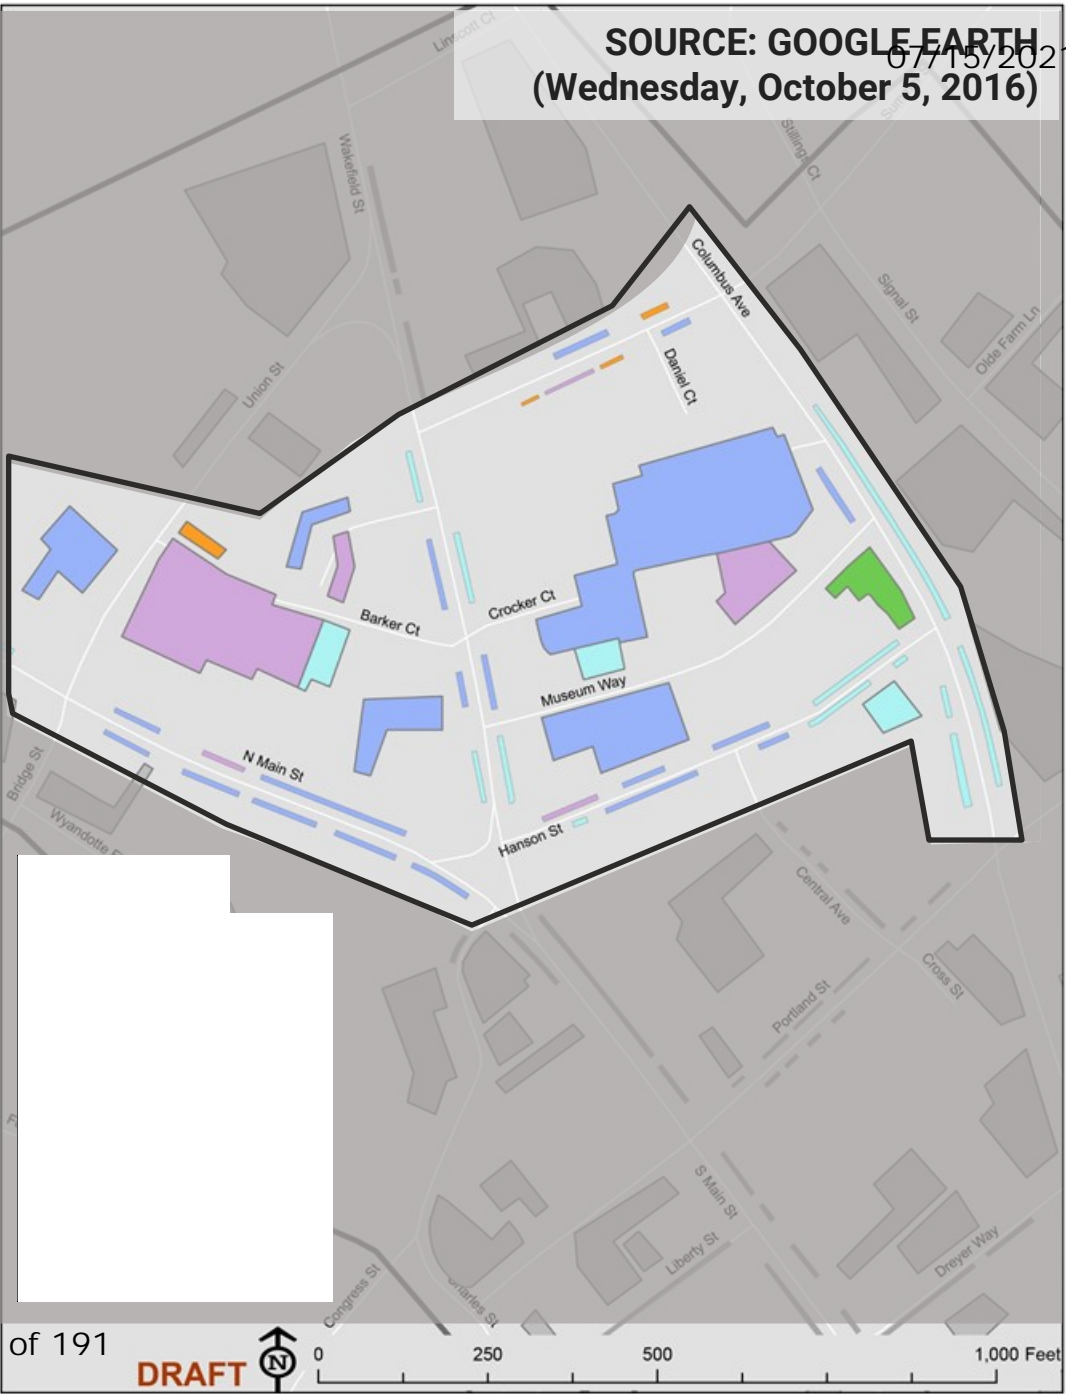 SOURCE: GOOGLE EARTH
07/15/2021
(Wednesday, October 5, 2016)
Linscott Ct
Stillings Ct
Wakefield St
Columbus Ave
Signal St
Olde Farm Ln
Union St
Daniel Ct
Crocker Ct
Barker Ct
Museum Way
N Main St
Bridge St
Wyandotte
Hanson St
Central Ave
Cross St
Portland St
S Main St
Liberty St
Dreyer Way
Congress St
Charles St
of 191
DRAFT
N
0 250 500 1,000 Feet